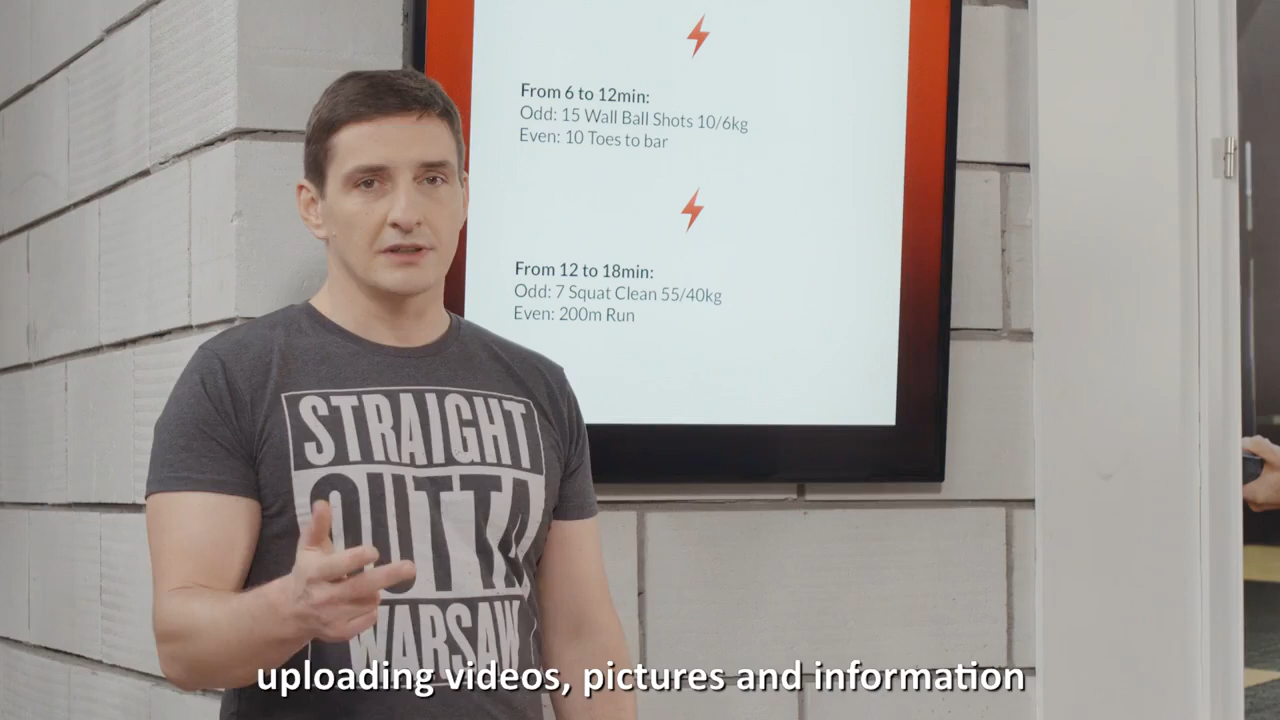 From 6 to 12min:
Odd: 15 Wall Ball Shots 10/6kg
Even: 10 Toes to bar
From 12 to 18min:
Odd: 7 Squat Clean 55/40kg
Even: 200m Run
STRAIGHT
OUTTA
WARSAW
uploading videos, pictures and information